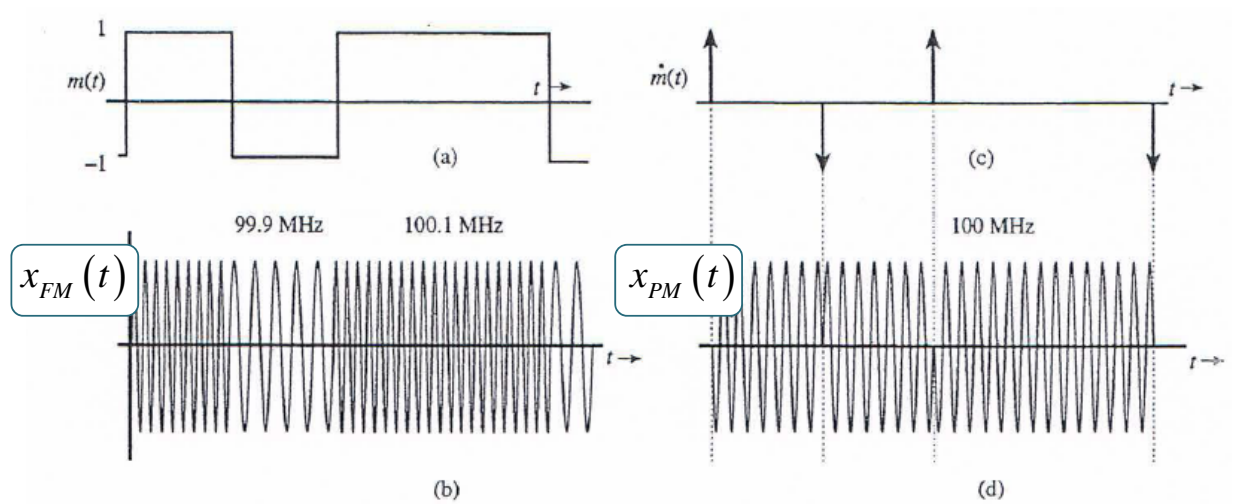 1
m(t)
t→
−1
(a)
99.9 MHz
100.1 MHz
x_FM (t)
t→
(b)
ṁ(t)
t→
(c)
100 MHz
x_PM (t)
t→
(d)